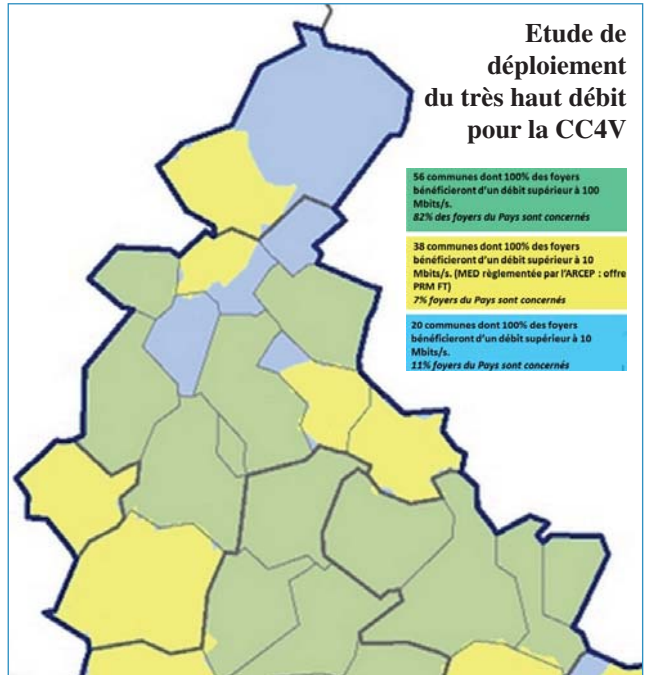 Etude de
déploiement
du très haut débit
pour la CC4V
56 communes dont 100% des foyers
bénéficieront d'un débit supérieur à 100
Mbits/s.
82% des foyers du Pays sont concernés
38 communes dont 100% des foyers
bénéficieront d'un débit supérieur à 10
Mbits/s. (MED règlementée par l'ARCEP : offre
PRM FT)
7% foyers du Pays sont concernés
20 communes dont 100% des foyers
bénéficieront d'un débit supérieur à 10
Mbits/s.
11% foyers du Pays sont concernés